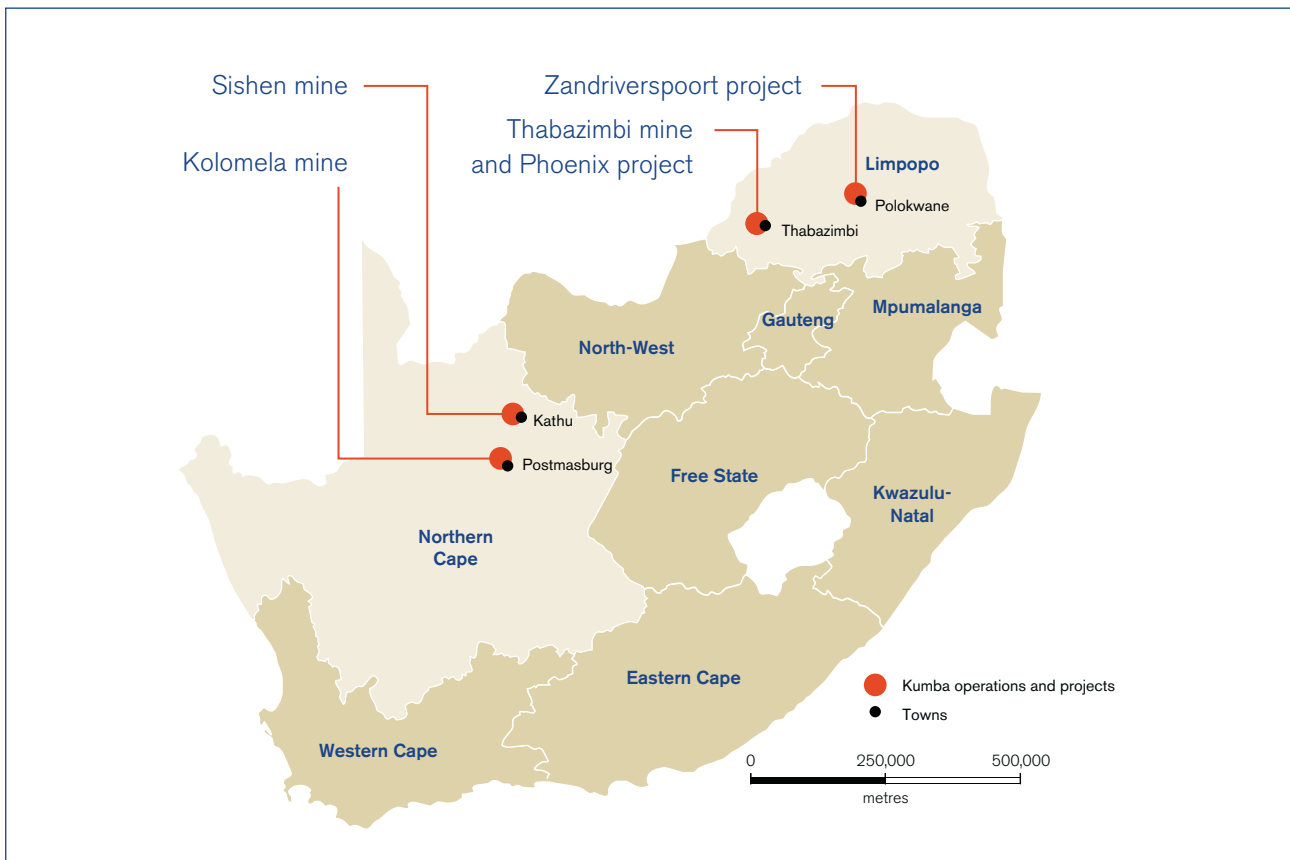 Sishen mine
Zandriverspoort project
Thabazimbi mine
and Phoenix project
Kolomela mine
Limpopo
Polokwane
Thabazimbi
Mpumalanga
Gauteng
North-West
Kathu
Postmasburg
Free State
Kwazulu-
Natal
Northern
Cape
Eastern Cape
Western Cape
Kumba operations and projects
Towns
0 250,000 500,000
metres